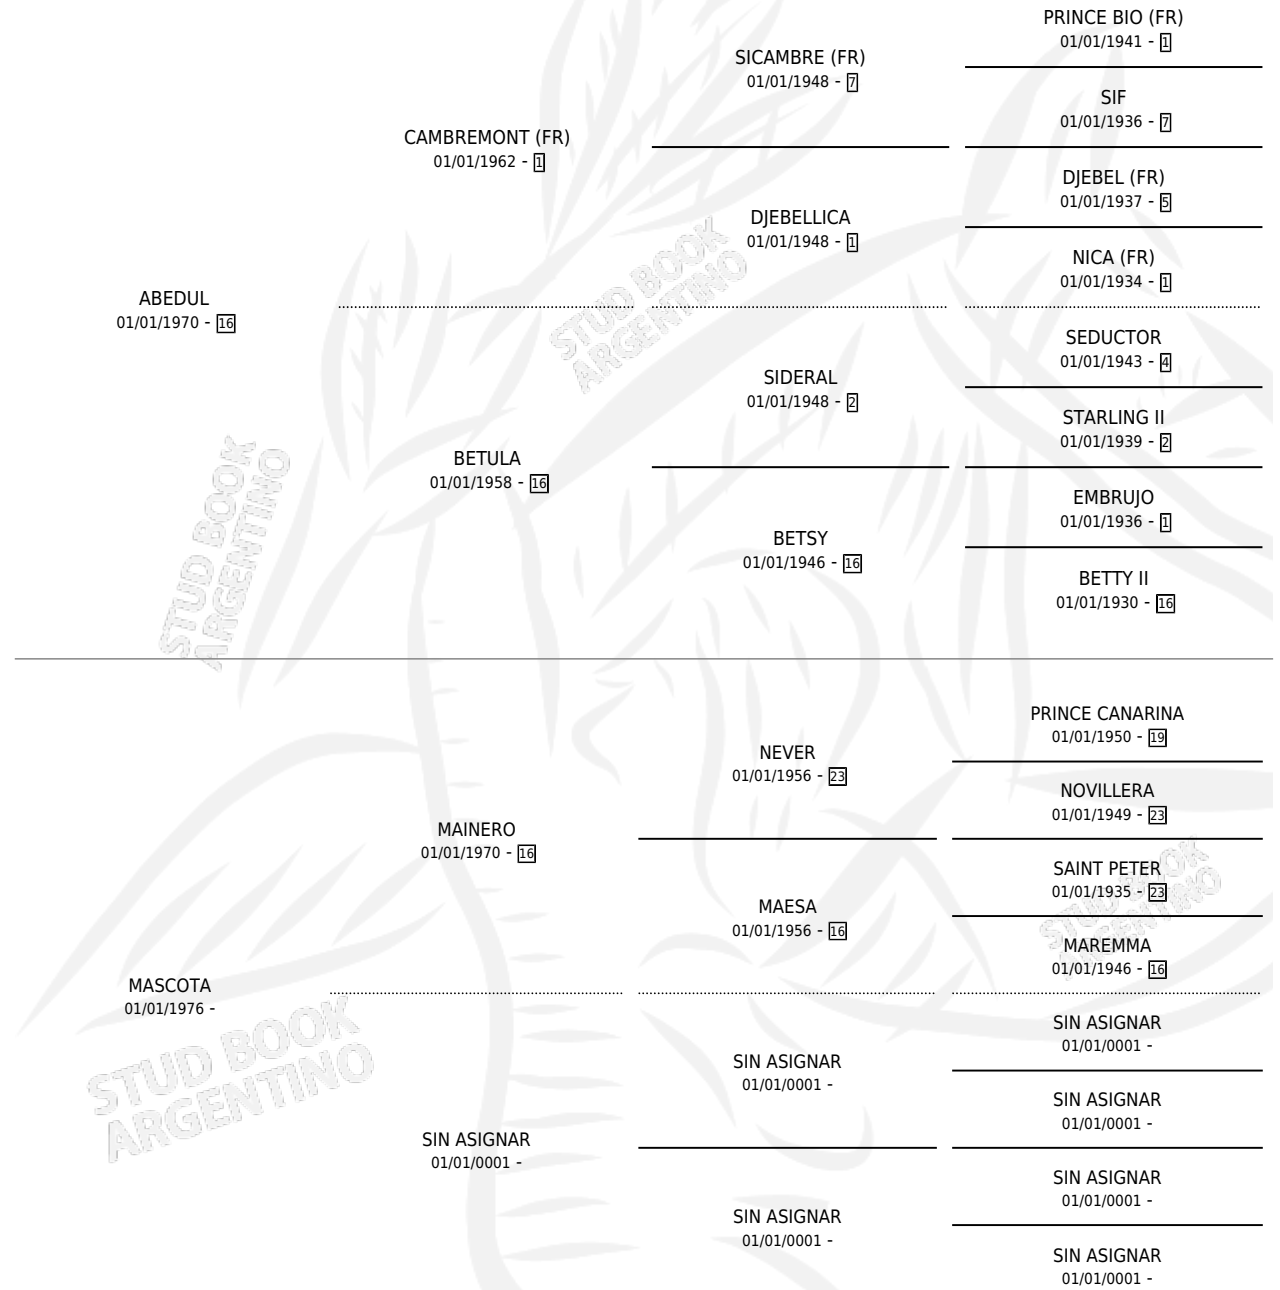 PRINCE BIO (FR)
01/01/1941 - 1
SICAMBRE (FR)
01/01/1948 - 7
SIF
01/01/1936 - 7
CAMBREMONT (FR)
01/01/1962 - 1
DJEBEL (FR)
01/01/1937 - 5
DJEBELLICA
01/01/1948 - 1
NICA (FR)
01/01/1934 - 1
ABEDUL
01/01/1970 - 16
SEDUCTOR
01/01/1943 - 4
SIDERAL
01/01/1948 - 2
STARLING II
01/01/1939 - 2
BETULA
01/01/1958 - 16
EMBRUJO
01/01/1936 - 1
BETSY
01/01/1946 - 16
BETTY II
01/01/1930 - 16
STUD BOOK
ARGENTINO
STUD BOOK
ARGENTINO
PRINCE CANARINA
01/01/1950 - 19
NEVER
01/01/1956 - 23
NOVILLERA
01/01/1949 - 23
MAINERO
01/01/1970 - 16
SAINT PETER
01/01/1935 - 23
MAESA
01/01/1956 - 16
MAREMMA
01/01/1946 - 16
STUD BOOK
ARGENTINO
MASCOTA
01/01/1976 -
SIN ASIGNAR
01/01/0001 -
SIN ASIGNAR
01/01/0001 -
SIN ASIGNAR
01/01/0001 -
STUD BOOK
ARGENTINO
SIN ASIGNAR
01/01/0001 -
SIN ASIGNAR
01/01/0001 -
SIN ASIGNAR
01/01/0001 -
SIN ASIGNAR
01/01/0001 -